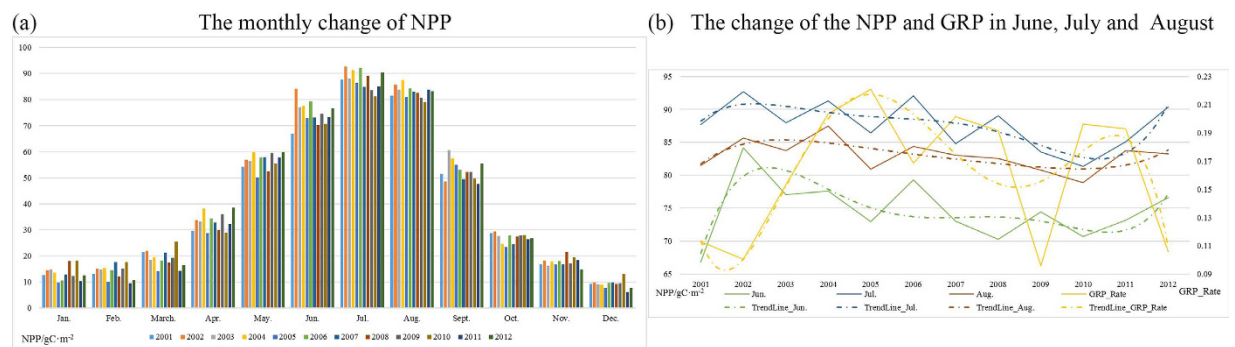 (a) The monthly change of NPP
100
90
80
70
60
50
40
30
20
10
0
Jan. Feb. March. Apr. May. Jun. Jul. Aug. Sept. Oct. Nov. Dec.
NPP/gC·m⁻²
2001 2002 2003 2004 2005 2006 2007 2008 2009 2010 2011 2012
(b) The change of the NPP and GRP in June, July and August
95 0.23
90 0.21
85 0.19
80 0.17
0.15
75 0.13
70 0.11
65 0.09
2001 2002 2003 2004 2005 2006 2007 2008 2009 2010 2011 2012
NPP/gC·m⁻² Jun. Jul. Aug. GRP_Rate GRP_Rate
TrendLine_Jun. TrendLine_Jul. TrendLine_Aug. TrendLine_GRP_Rate